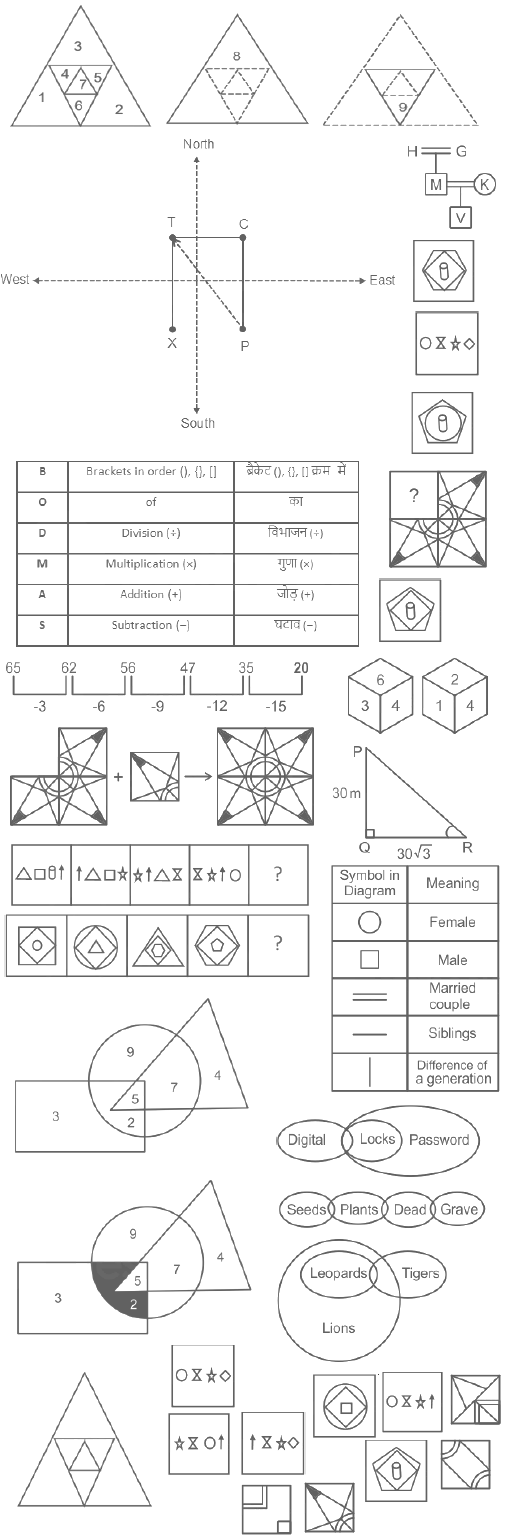 3
4 7 5
1 6 2
8
9
North
T C
West East
X P
South
H G
M K
V
?
B Brackets in order (), {}, [] ब्रैकेट (), {}, [] क्रम में
O of का
D Division (÷) विभाजन (÷)
M Multiplication (×) गुणा (×)
A Addition (+) जोड़ (+)
S Subtraction (−) घटाव (−)
65 62 56 47 35 20
-3 -6 -9 -12 -15
6
3 4
2
1 4
+
P
30 m
Q R
30√3
?
?
Symbol in Diagram Meaning
Female
Male
Married couple
Siblings
Difference of a generation
9
7 4
5
3 2
Digital Locks Password
Seeds Plants Dead Grave
9
7 4
5
3 2
Leopards Tigers
Lions